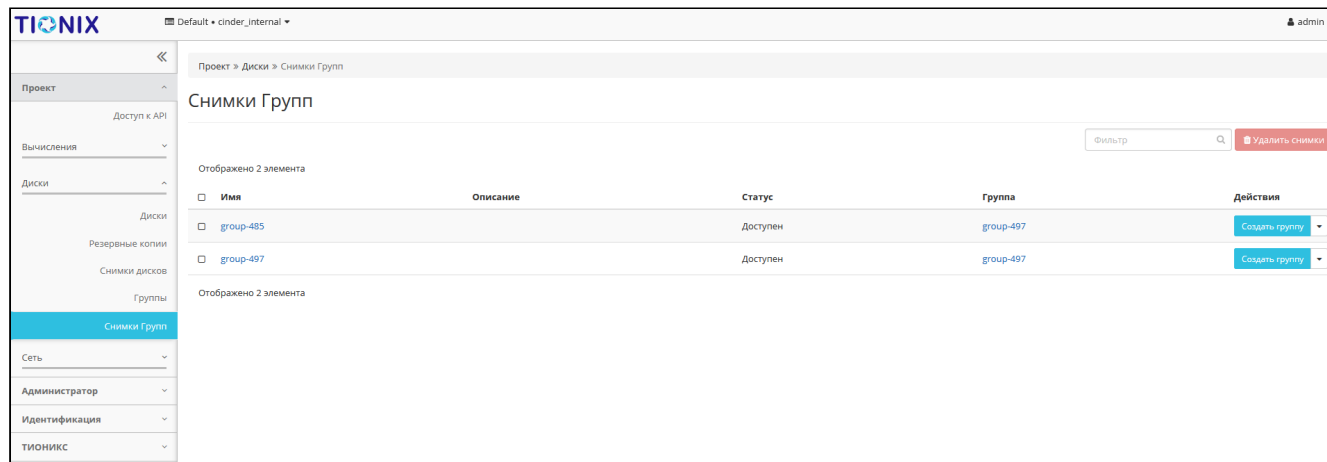 TIONIX
Default • cinder_internal
admin
Проект » Диски » Снимки Групп
Проект
Доступ к API
Вычисления
Диски
Диски
Резервные копии
Снимки дисков
Группы
Снимки Групп
Сеть
Администратор
Идентификация
ТИОНИКС
Снимки Групп
Фильтр
Удалить снимки
Отображено 2 элемента
Имя Описание Статус Группа Действия
group-485 Доступен group-497 Создать группу
group-497 Доступен group-497 Создать группу
Отображено 2 элемента